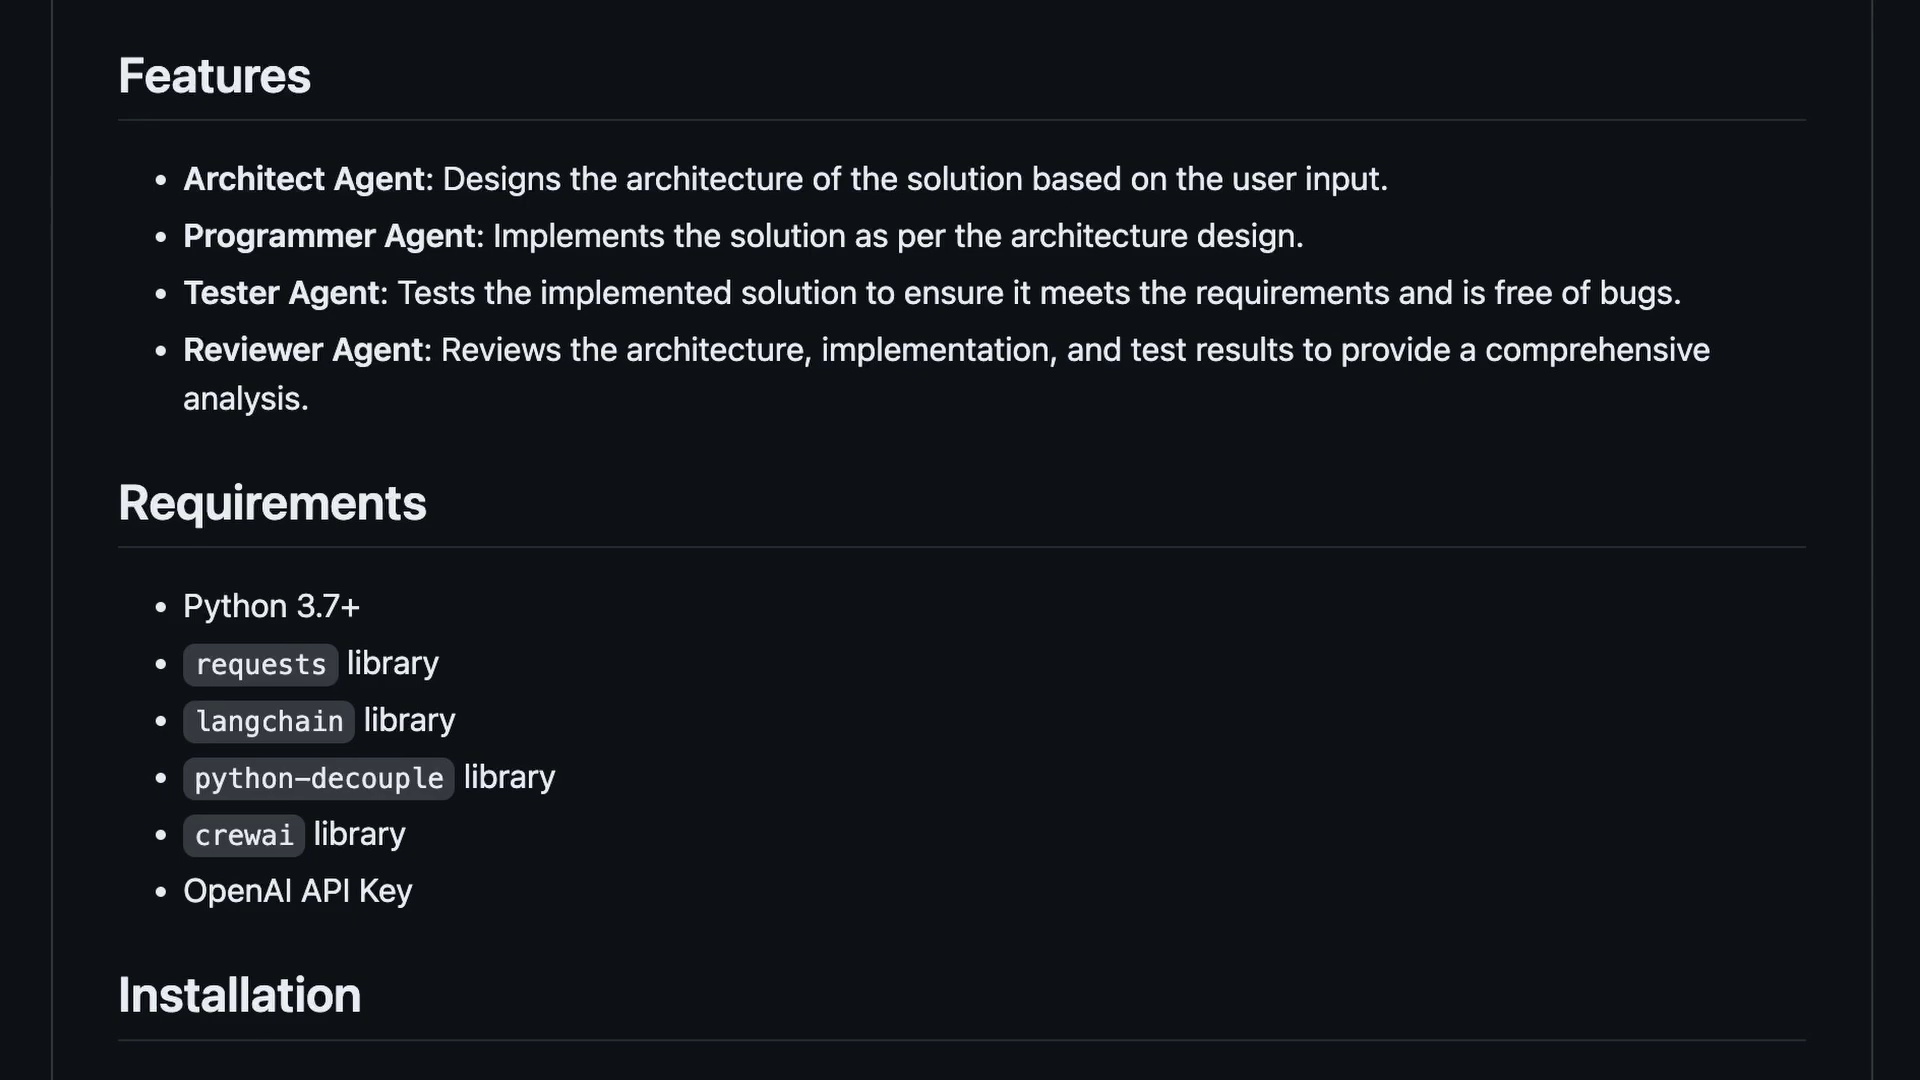 Features
• Architect Agent: Designs the architecture of the solution based on the user input.
• Programmer Agent: Implements the solution as per the architecture design.
• Tester Agent: Tests the implemented solution to ensure it meets the requirements and is free of bugs.
• Reviewer Agent: Reviews the architecture, implementation, and test results to provide a comprehensive
analysis.
Requirements
• Python 3.7+
• requests library
• langchain library
• python-decouple library
• crewai library
• OpenAI API Key
Installation